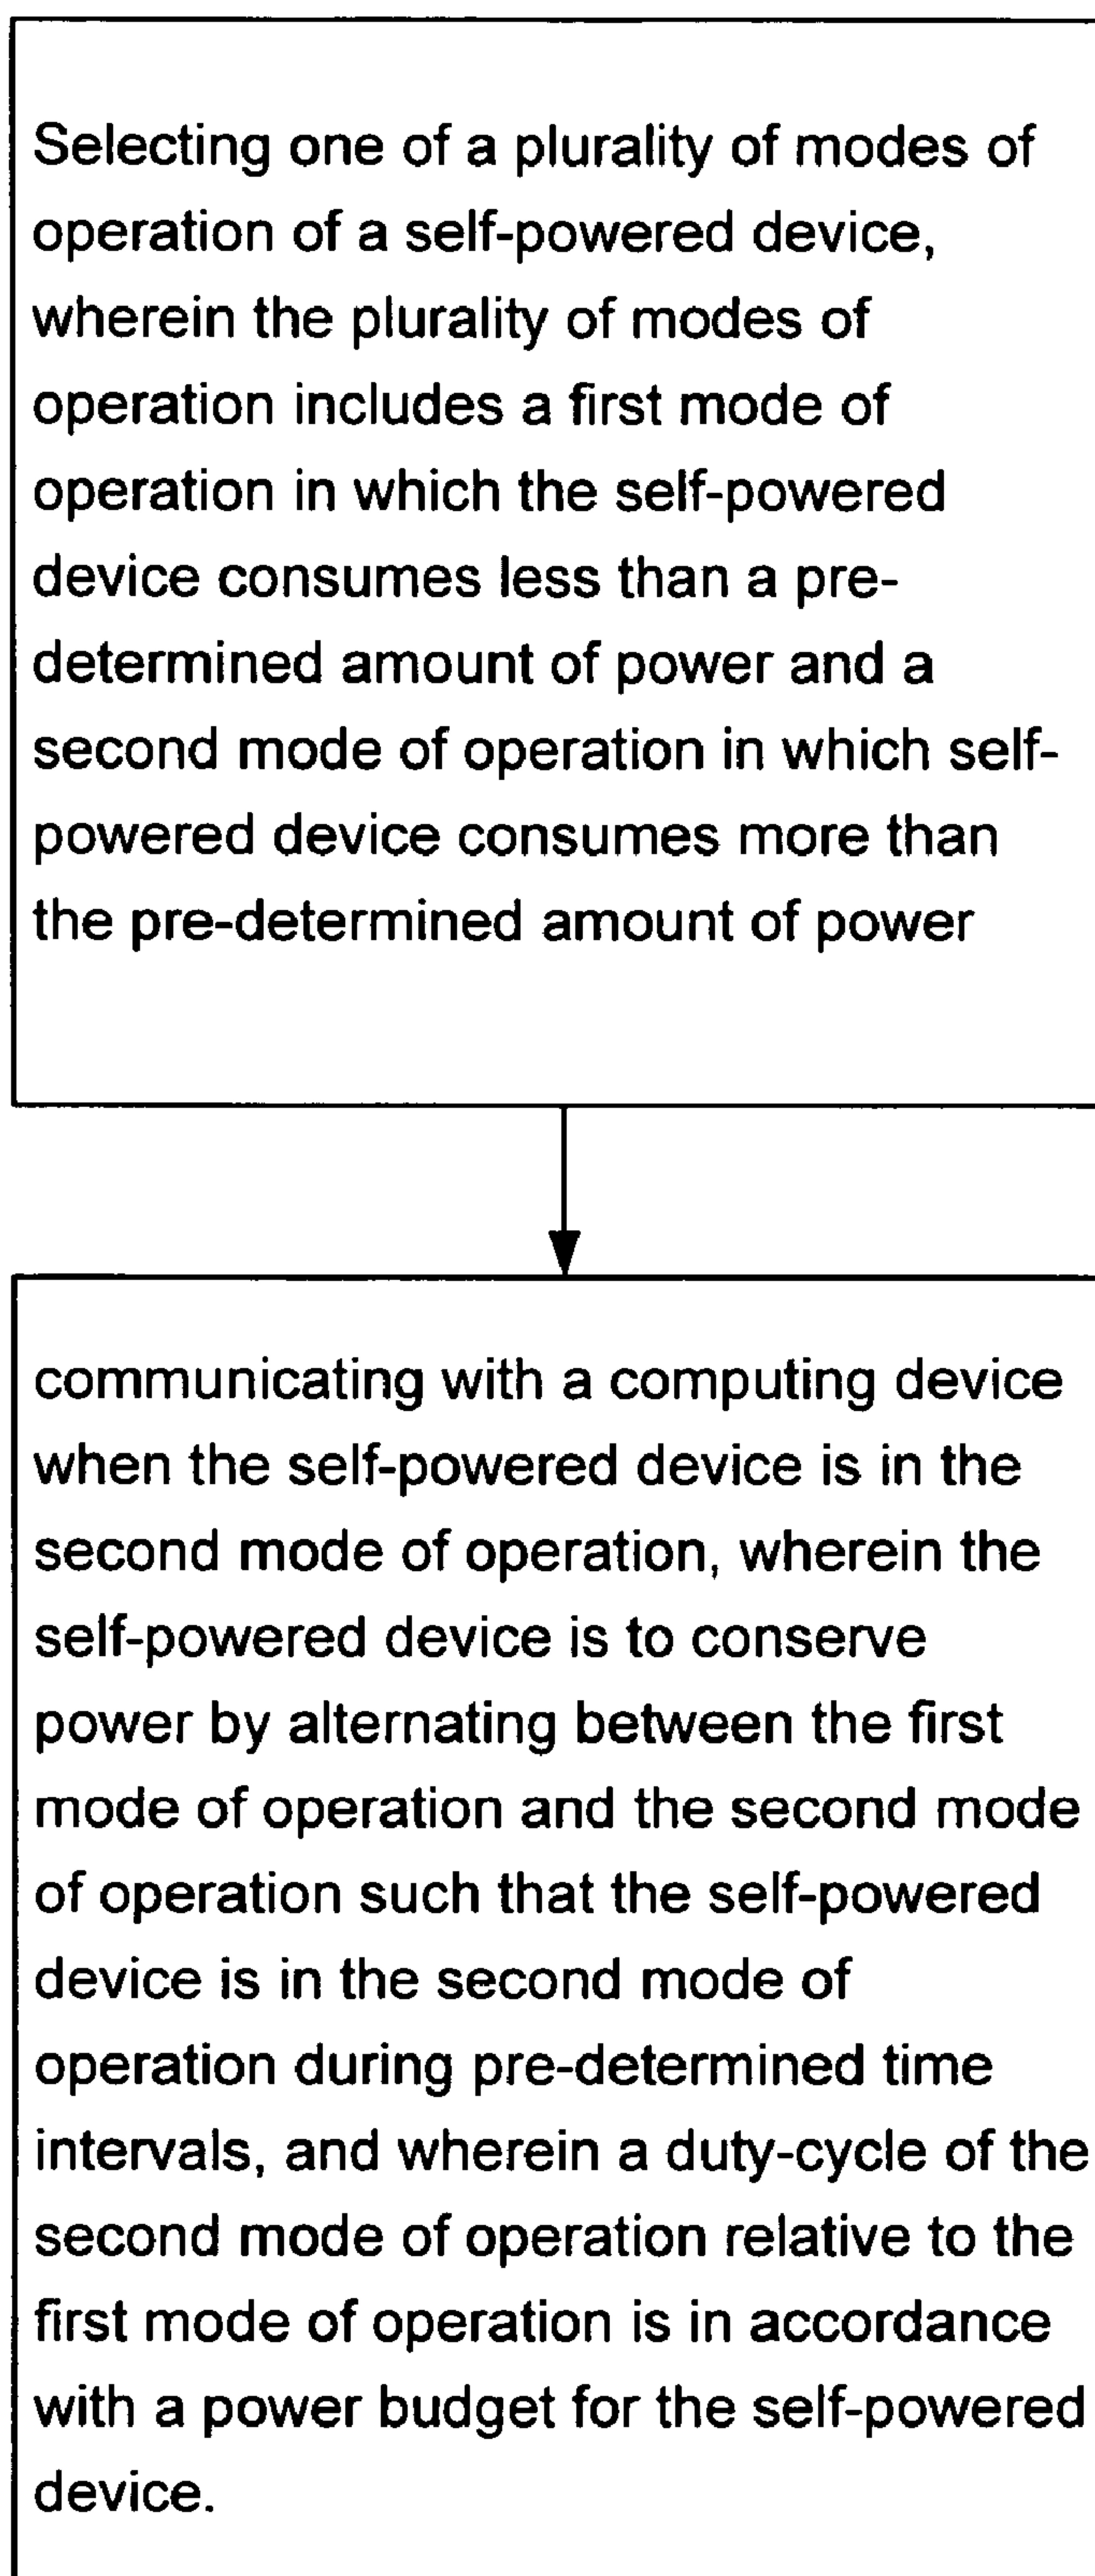 Selecting one of a plurality of modes of
operation of a self-powered device,
wherein the plurality of modes of
operation includes a first mode of
operation in which the self-powered
device consumes less than a pre-
determined amount of power and a
second mode of operation in which self-
powered device consumes more than
the pre-determined amount of power
communicating with a computing device
when the self-powered device is in the
second mode of operation, wherein the
self-powered device is to conserve
power by alternating between the first
mode of operation and the second mode
of operation such that the self-powered
device is in the second mode of
operation during pre-determined time
intervals, and wherein a duty-cycle of the
second mode of operation relative to the
first mode of operation is in accordance
with a power budget for the self-powered
device.